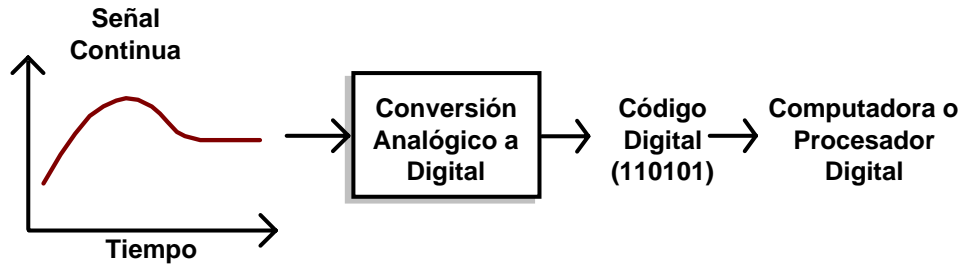 Señal
Continua
Tiempo
Conversión
Analógico a
Digital
Código
Digital
(110101)
Computadora o
Procesador
Digital